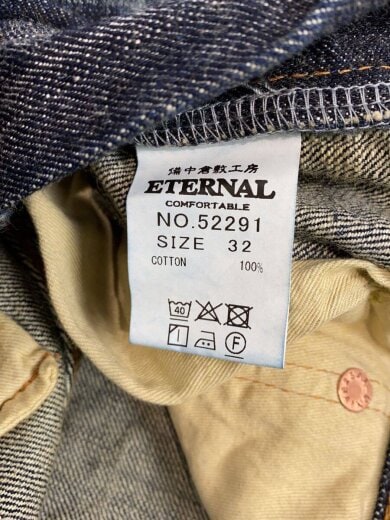 備中倉敷工房
ETERNAL
COMFORTABLE
NO.52291
SIZE 32
COTTON 100%
40
F